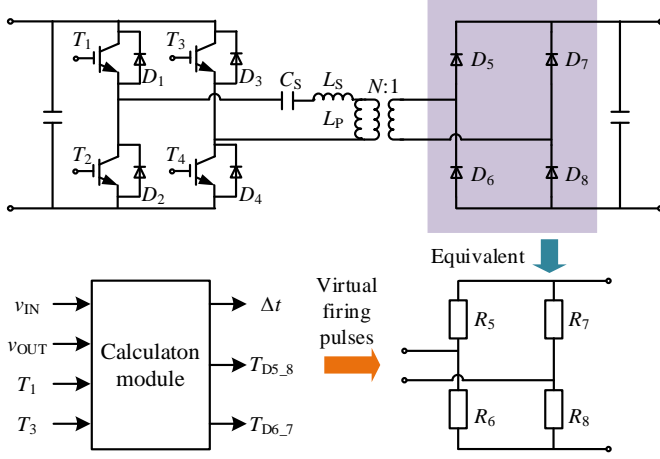 T1
T3
D1
D3
CS
LS
LP
N:1
D5
D7
T2
T4
D2
D4
D6
D8
Equivalent
vIN
vOUT
T1
T3
Calculaton
module
Δt
TD5_8
TD6_7
Virtual
firing
pulses
R5
R7
R6
R8